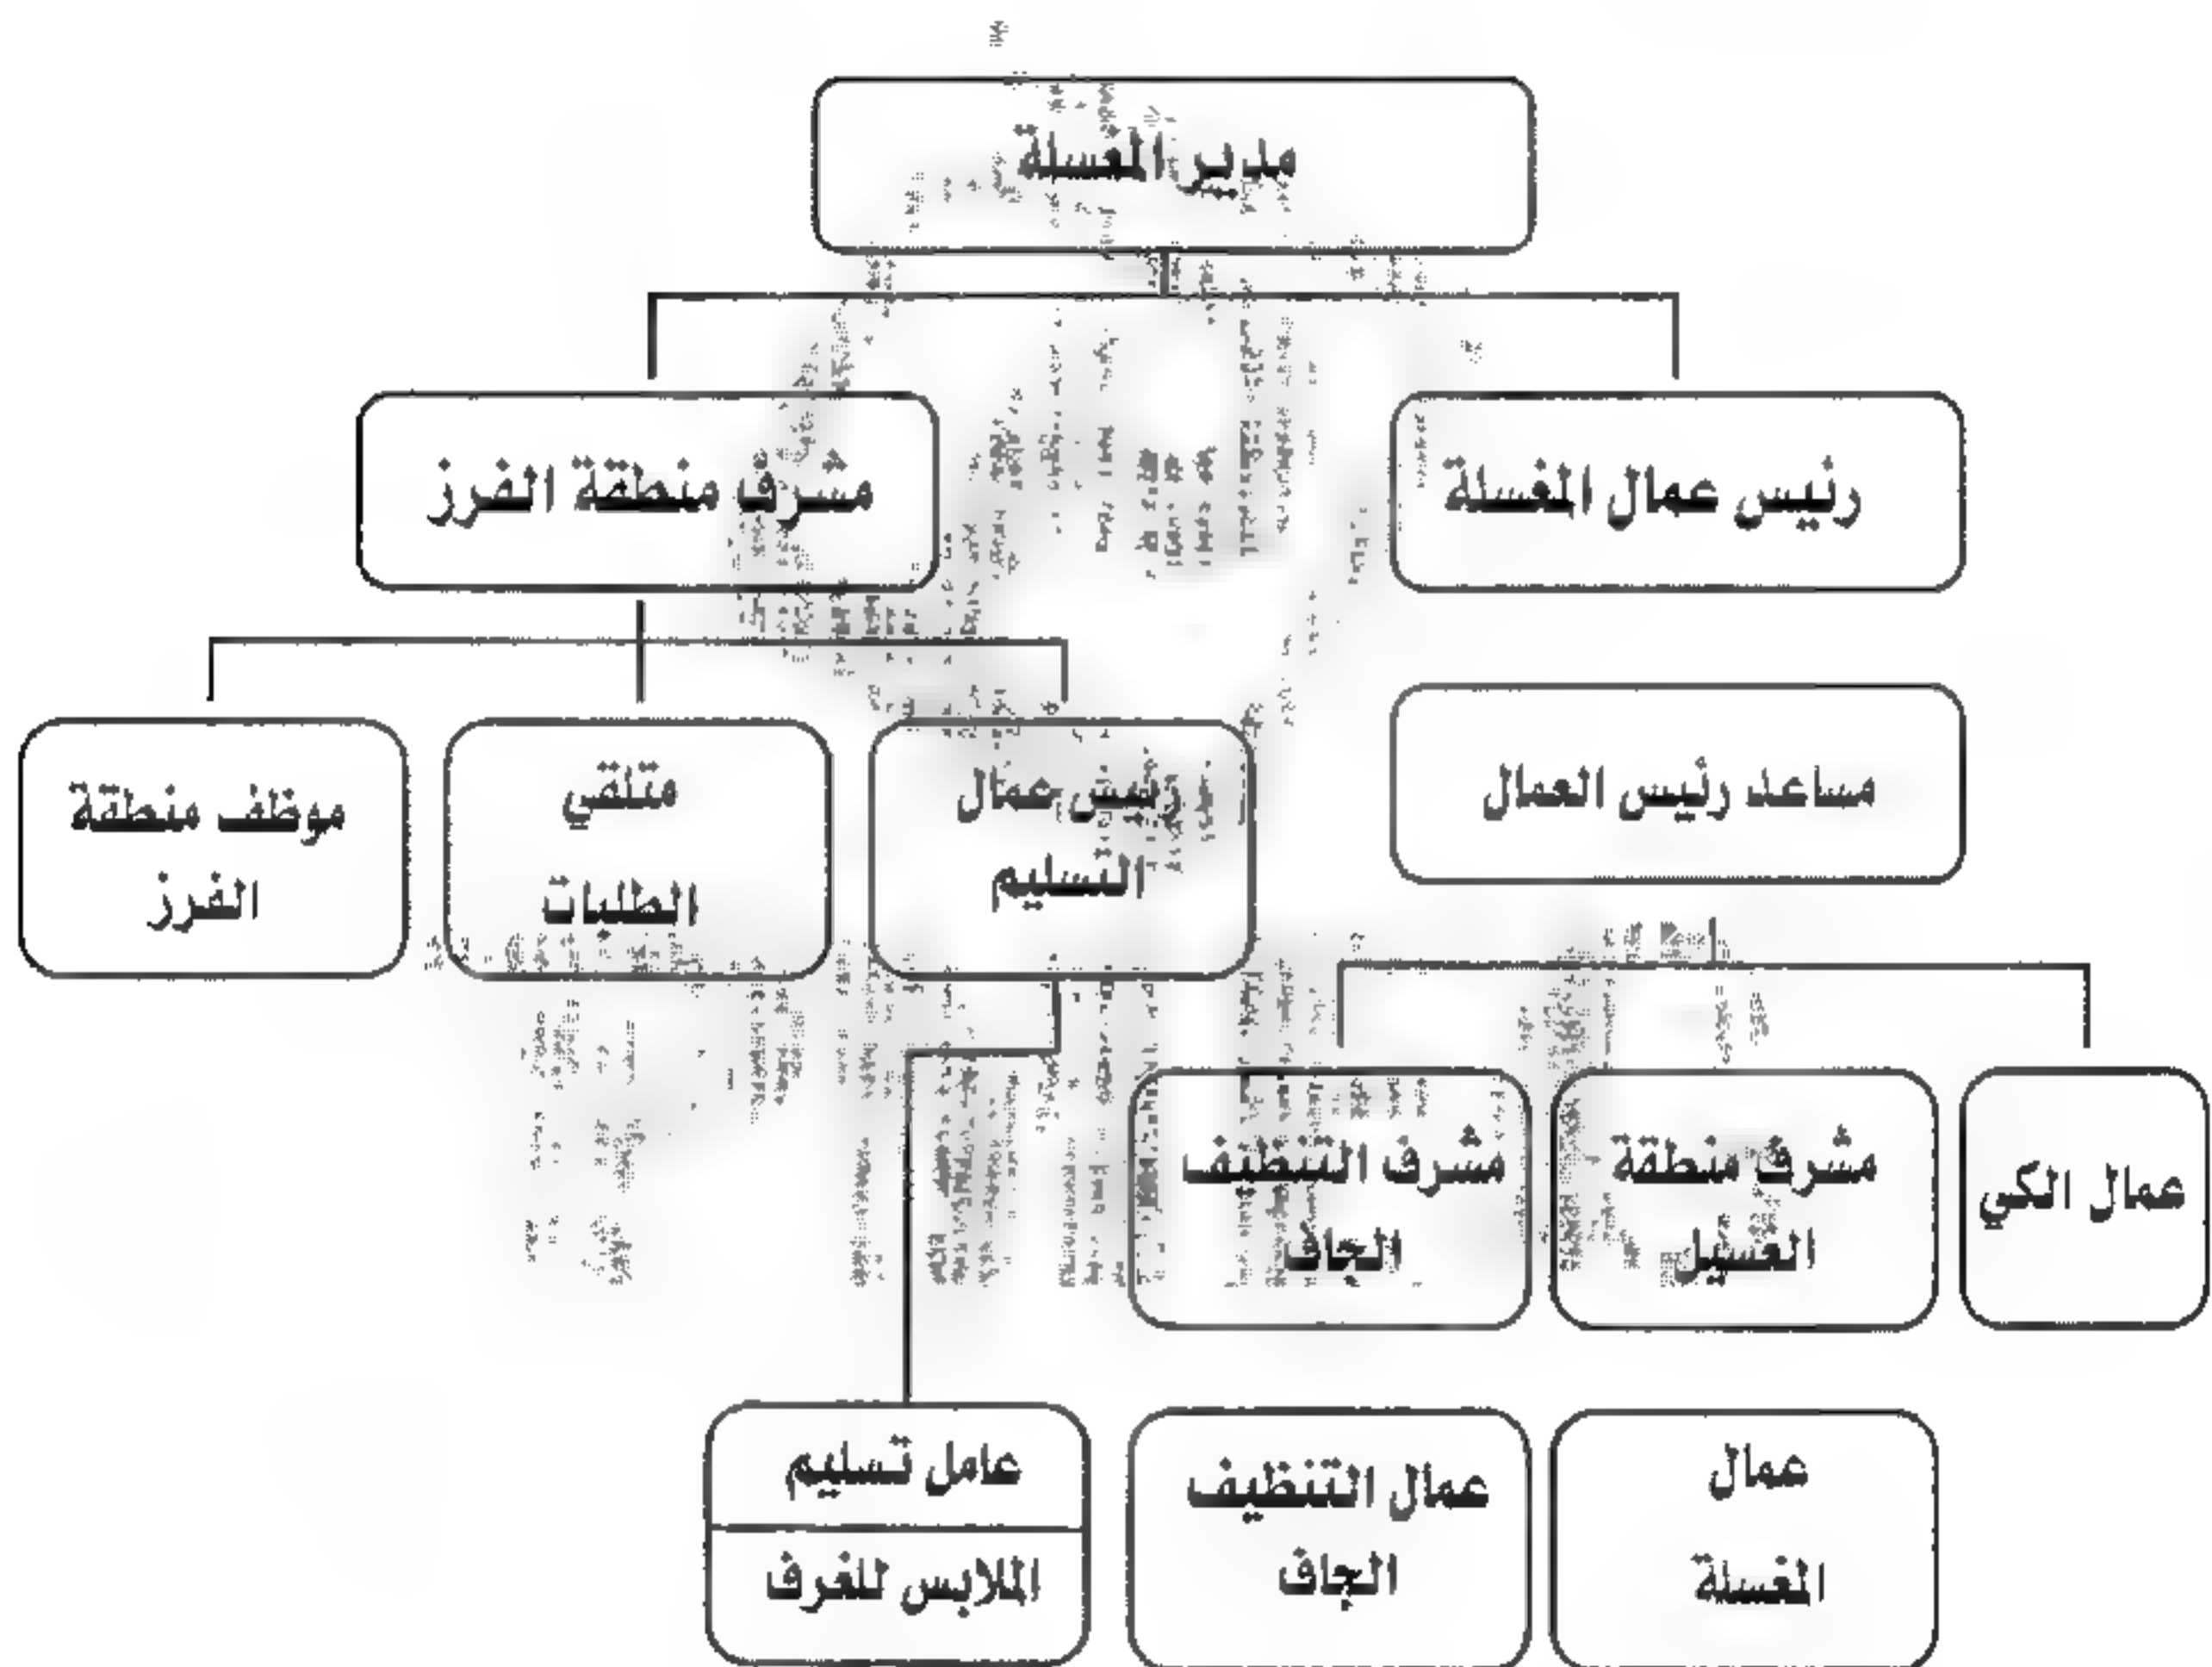 مدير المغسلة
رئيس عمال المغسلة
مشرف منطقة الفرز
مساعد رئيس العمال
رئيس عمال
التسليم
متلقي
الطلبات
موظف منطقة
الفرز
عمال الكي
مشرف منطقة
الغسيل
مشرف التنظيف
الجاف
عمال
المغسلة
عمال التنظيف
الجاف
عامل تسليم
الملابس للغرف